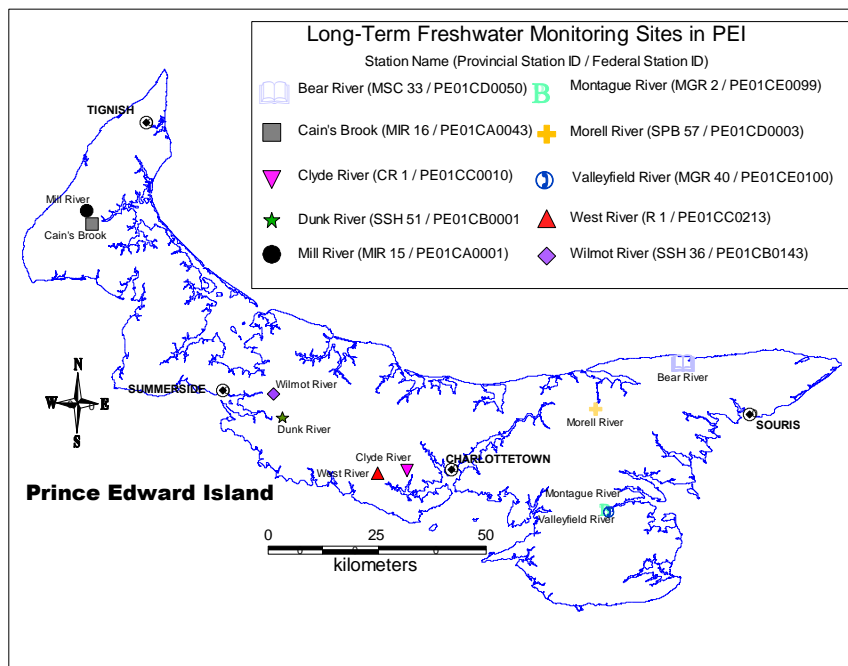 Long-Term Freshwater Monitoring Sites in PEI
Station Name (Provincial Station ID / Federal Station ID)
Bear River (MSC 33 / PE01CD0050)
Montague River (MGR 2 / PE01CE0099)
Cain's Brook (MIR 16 / PE01CA0043)
Morell River (SPB 57 / PE01CD0003)
Clyde River (CR 1 / PE01CC0010)
Valleyfield River (MGR 40 / PE01CE0100)
Dunk River (SSH 51 / PE01CB0001
West River (R 1 / PE01CC0213)
Mill River (MIR 15 / PE01CA0001)
Wilmot River (SSH 36 / PE01CB0143)
TIGNISH
Mill River
Cain's Brook
N
W E
S
SUMMERSIDE
Wilmot River
Dunk River
Bear River
Morell River
SOURIS
Clyde River
West River
CHARLOTTETOWN
Prince Edward Island
Montague River
Valleyfield River
0 25 50
kilometers